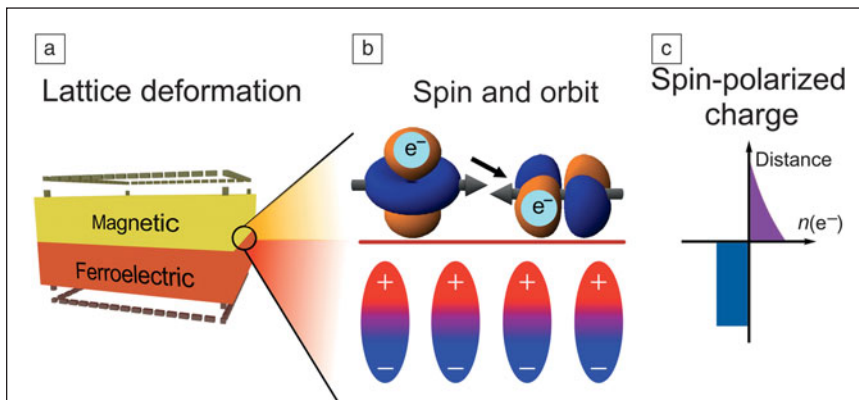 a
Lattice deformation
Magnetic
Ferroelectric
b
Spin and orbit
e⁻
e⁻
+ + + +
− − − −
c
Spin-polarized
charge
Distance
n(e⁻)